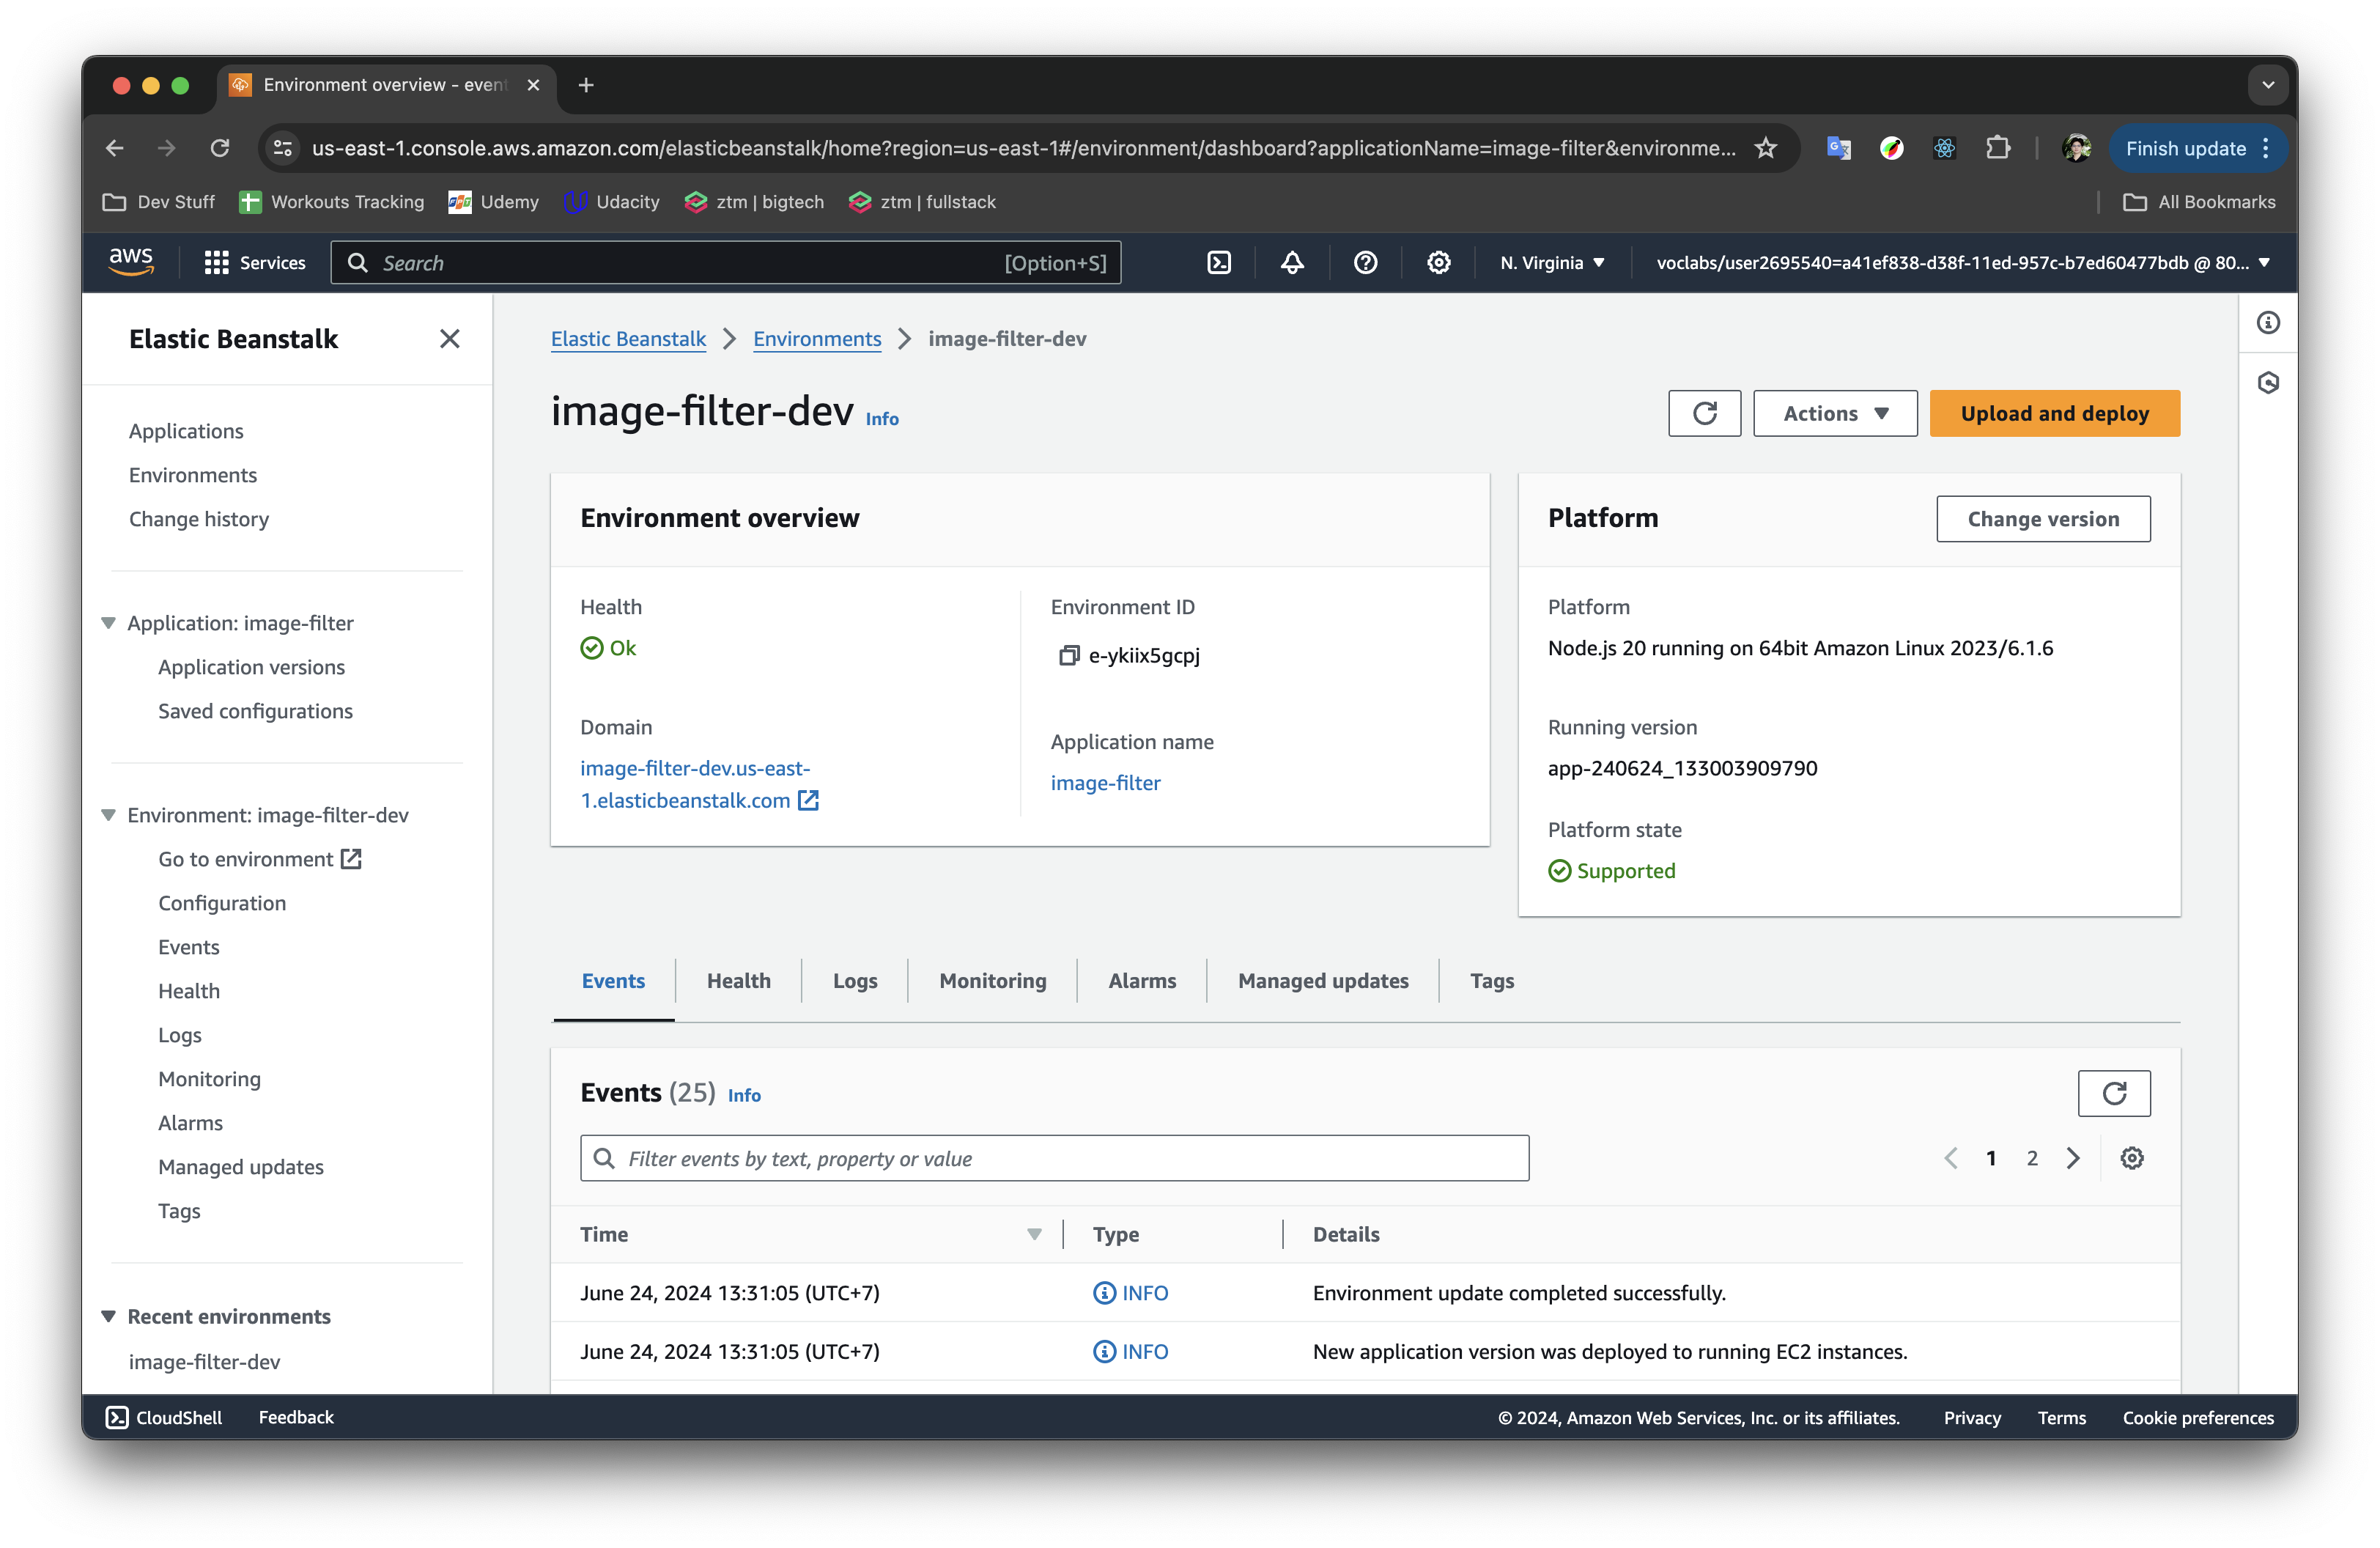 Environment overview - event
us-east-1.console.aws.amazon.com/elasticbeanstalk/home?region=us-east-1#/environment/dashboard?applicationName=image-filter&environme...
Finish update
Dev Stuff
Workouts Tracking
Udemy
Udacity
ztm | bigtech
ztm | fullstack
All Bookmarks
aws
Services
Search
[Option+S]
N. Virginia
voclabs/user2695540=a41ef838-d38f-11ed-957c-b7ed60477bdb @ 80...
Elastic Beanstalk
Applications
Environments
Change history
Application: image-filter
Application versions
Saved configurations
Environment: image-filter-dev
Go to environment
Configuration
Events
Health
Logs
Monitoring
Alarms
Managed updates
Tags
Recent environments
image-filter-dev
Elastic Beanstalk
Environments
image-filter-dev
image-filter-dev
Info
Actions
Upload and deploy
Environment overview
Health
Ok
Domain
image-filter-dev.us-east-
1.elasticbeanstalk.com
Environment ID
e-ykiix5gcpj
Application name
image-filter
Platform
Change version
Platform
Node.js 20 running on 64bit Amazon Linux 2023/6.1.6
Running version
app-240624_133003909790
Platform state
Supported
Events
Health
Logs
Monitoring
Alarms
Managed updates
Tags
Events (25)
Info
Filter events by text, property or value
1
2
Time
Type
Details
June 24, 2024 13:31:05 (UTC+7)
INFO
Environment update completed successfully.
June 24, 2024 13:31:05 (UTC+7)
INFO
New application version was deployed to running EC2 instances.
CloudShell
Feedback
© 2024, Amazon Web Services, Inc. or its affiliates.
Privacy
Terms
Cookie preferences